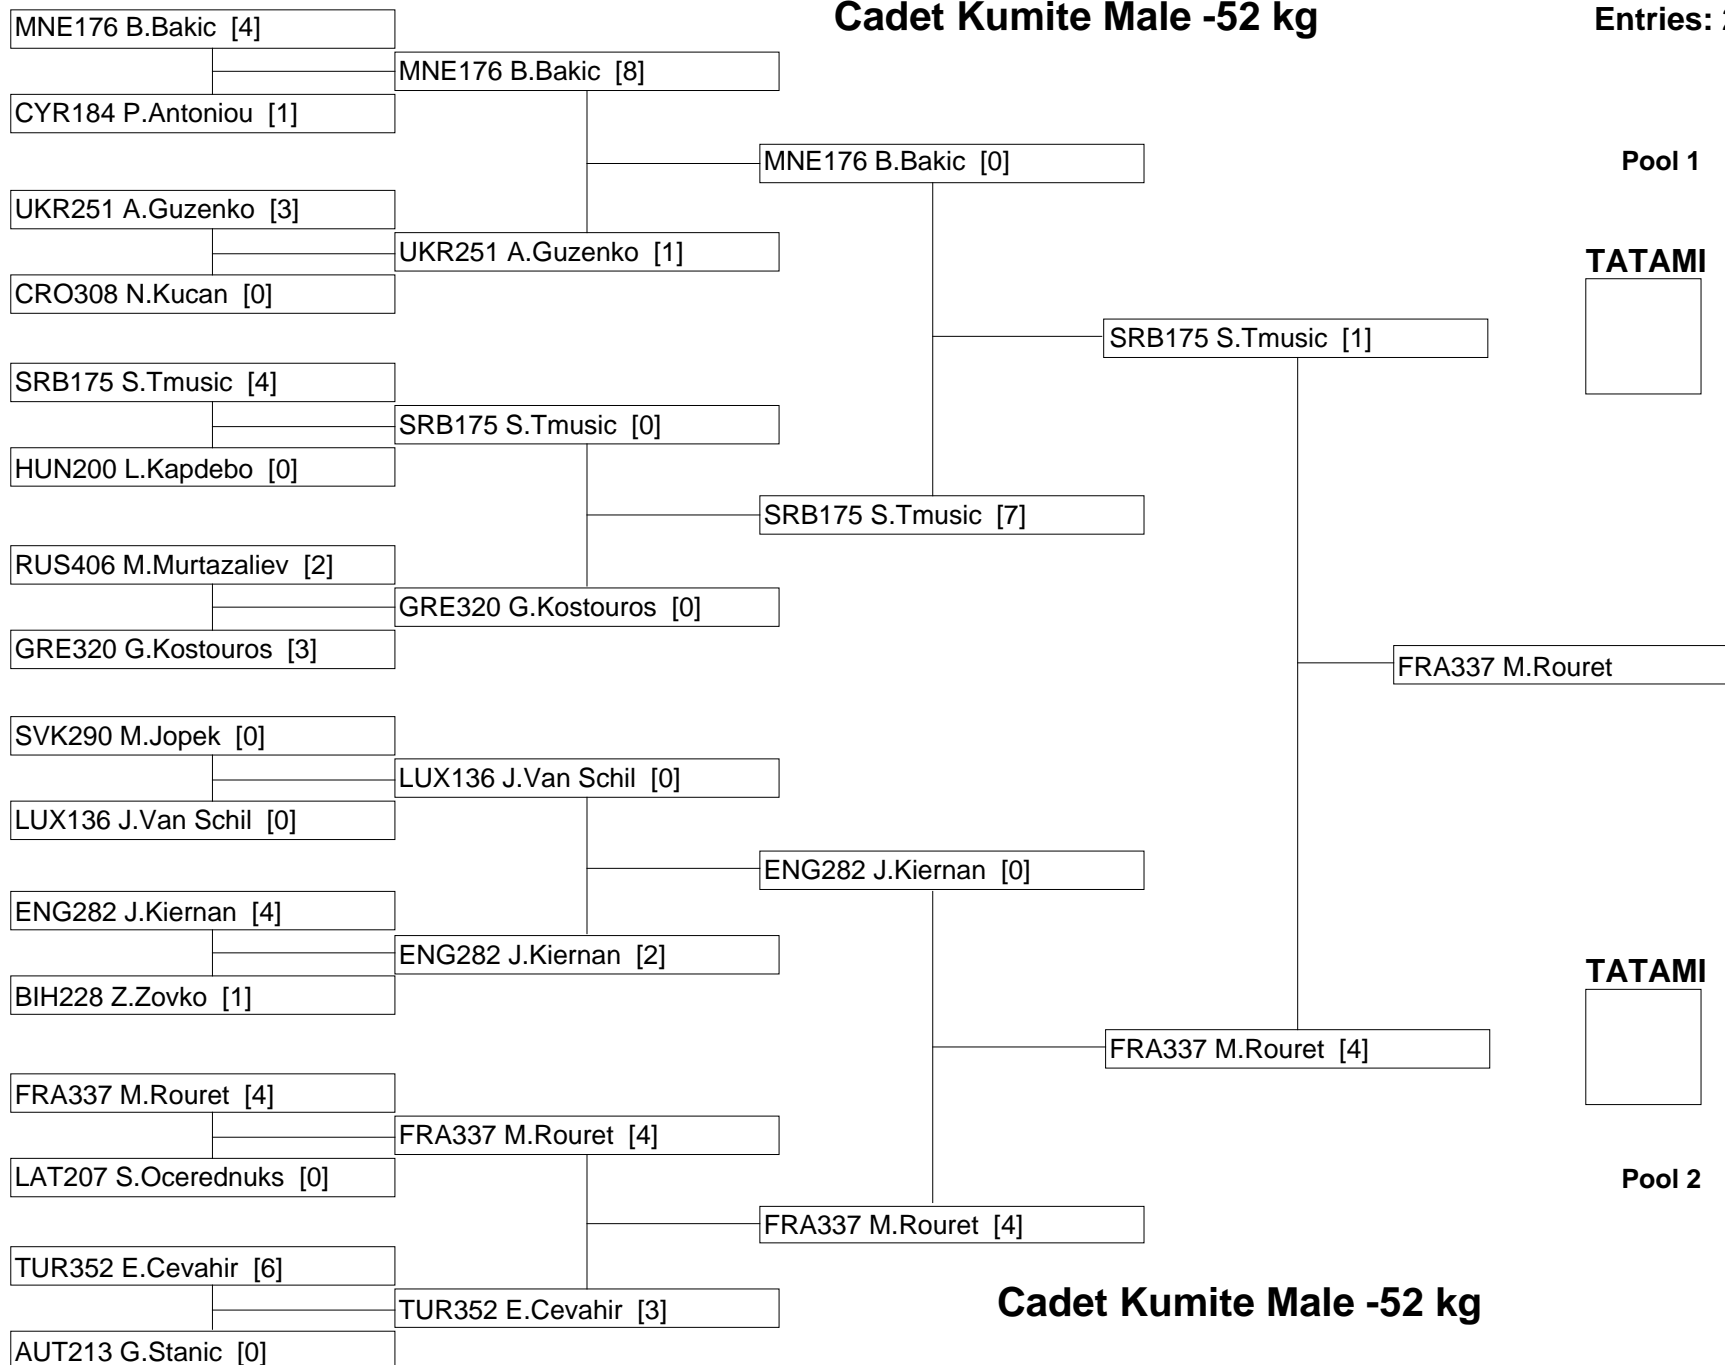 Cadet Kumite Male -52 kg
Entries:
MNE176 B.Bakic [4]
MNE176 B.Bakic [8]
CYR184 P.Antoniou [1]
MNE176 B.Bakic [0]
Pool 1
UKR251 A.Guzenko [3]
UKR251 A.Guzenko [1]
TATAMI
CRO308 N.Kucan [0]
SRB175 S.Tmusic [1]
SRB175 S.Tmusic [4]
SRB175 S.Tmusic [0]
HUN200 L.Kapdebo [0]
SRB175 S.Tmusic [7]
RUS406 M.Murtazaliev [2]
GRE320 G.Kostouros [0]
GRE320 G.Kostouros [3]
FRA337 M.Rouret
SVK290 M.Jopek [0]
LUX136 J.Van Schil [0]
LUX136 J.Van Schil [0]
ENG282 J.Kiernan [0]
ENG282 J.Kiernan [4]
ENG282 J.Kiernan [2]
TATAMI
BIH228 Z.Zovko [1]
FRA337 M.Rouret [4]
FRA337 M.Rouret [4]
FRA337 M.Rouret [4]
LAT207 S.Ocerednuks [0]
Pool 2
FRA337 M.Rouret [4]
TUR352 E.Cevahir [6]
TUR352 E.Cevahir [3]
Cadet Kumite Male -52 kg
AUT213 G.Stanic [0]